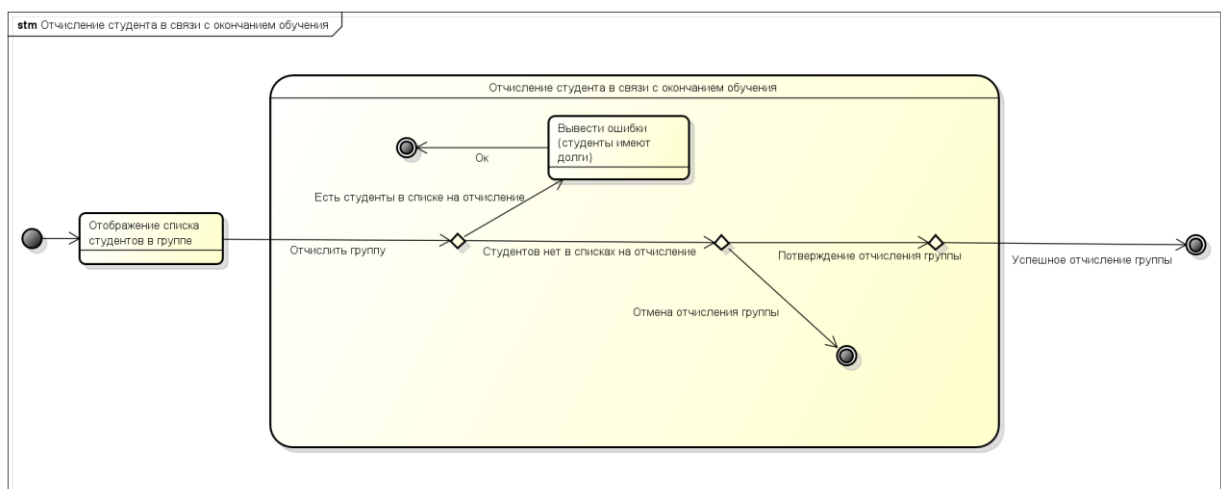 stm Отчисление студента в связи с окончанием обучения
Отчисление студента в связи с окончанием обучения
Вывести ошибки
(студенты имеют
долги)
Ок
Есть студенты в списке на отчисление
Отображение списка
студентов в группе
Отчислить группу
Студентов нет в списках на отчисление
Потверждение отчисления группы
Успешное отчисление группы
Отмена отчисления группы